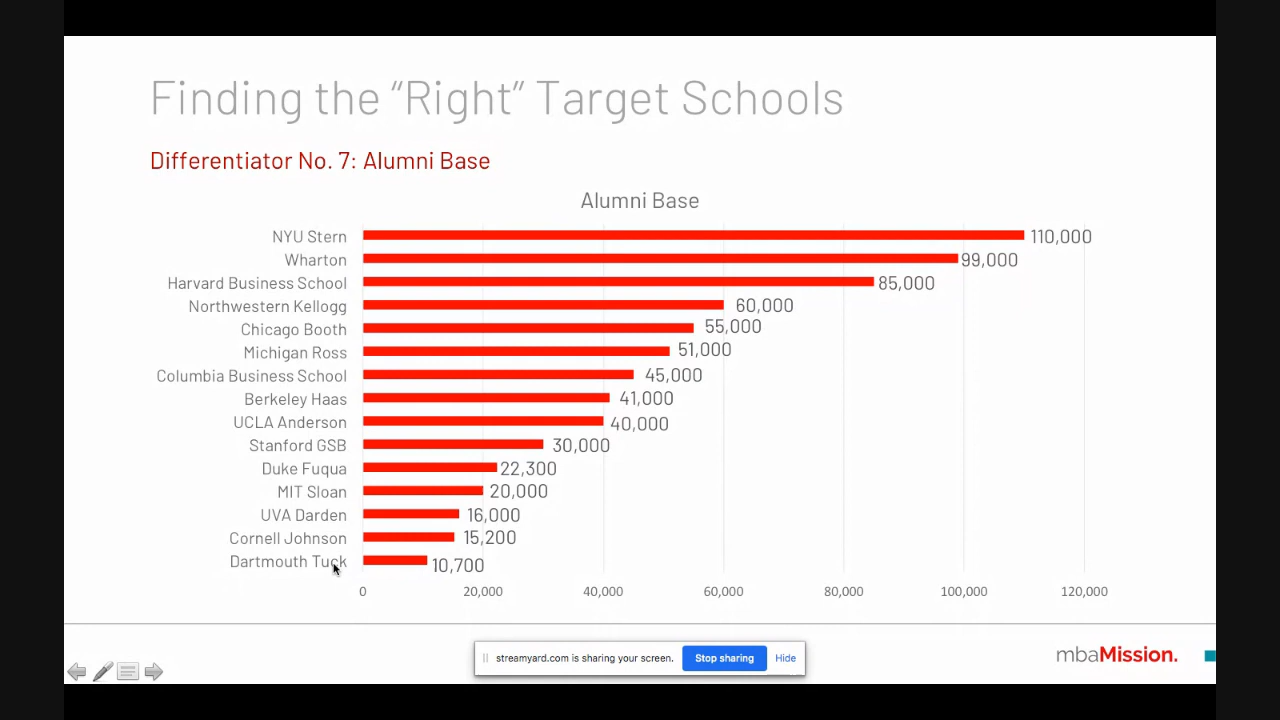 Finding the “Right” Target Schools
Differentiator No. 7: Alumni Base
Alumni Base
NYU Stern 110,000
Wharton 99,000
Harvard Business School 85,000
Northwestern Kellogg 60,000
Chicago Booth 55,000
Michigan Ross 51,000
Columbia Business School 45,000
Berkeley Haas 41,000
UCLA Anderson 40,000
Stanford GSB 30,000
Duke Fuqua 22,300
MIT Sloan 20,000
UVA Darden 16,000
Cornell Johnson 15,200
Dartmouth Tuck 10,700
0 20,000 40,000 60,000 80,000 100,000 120,000
streamyard.com is sharing your screen. Stop sharing Hide
mbaMission.